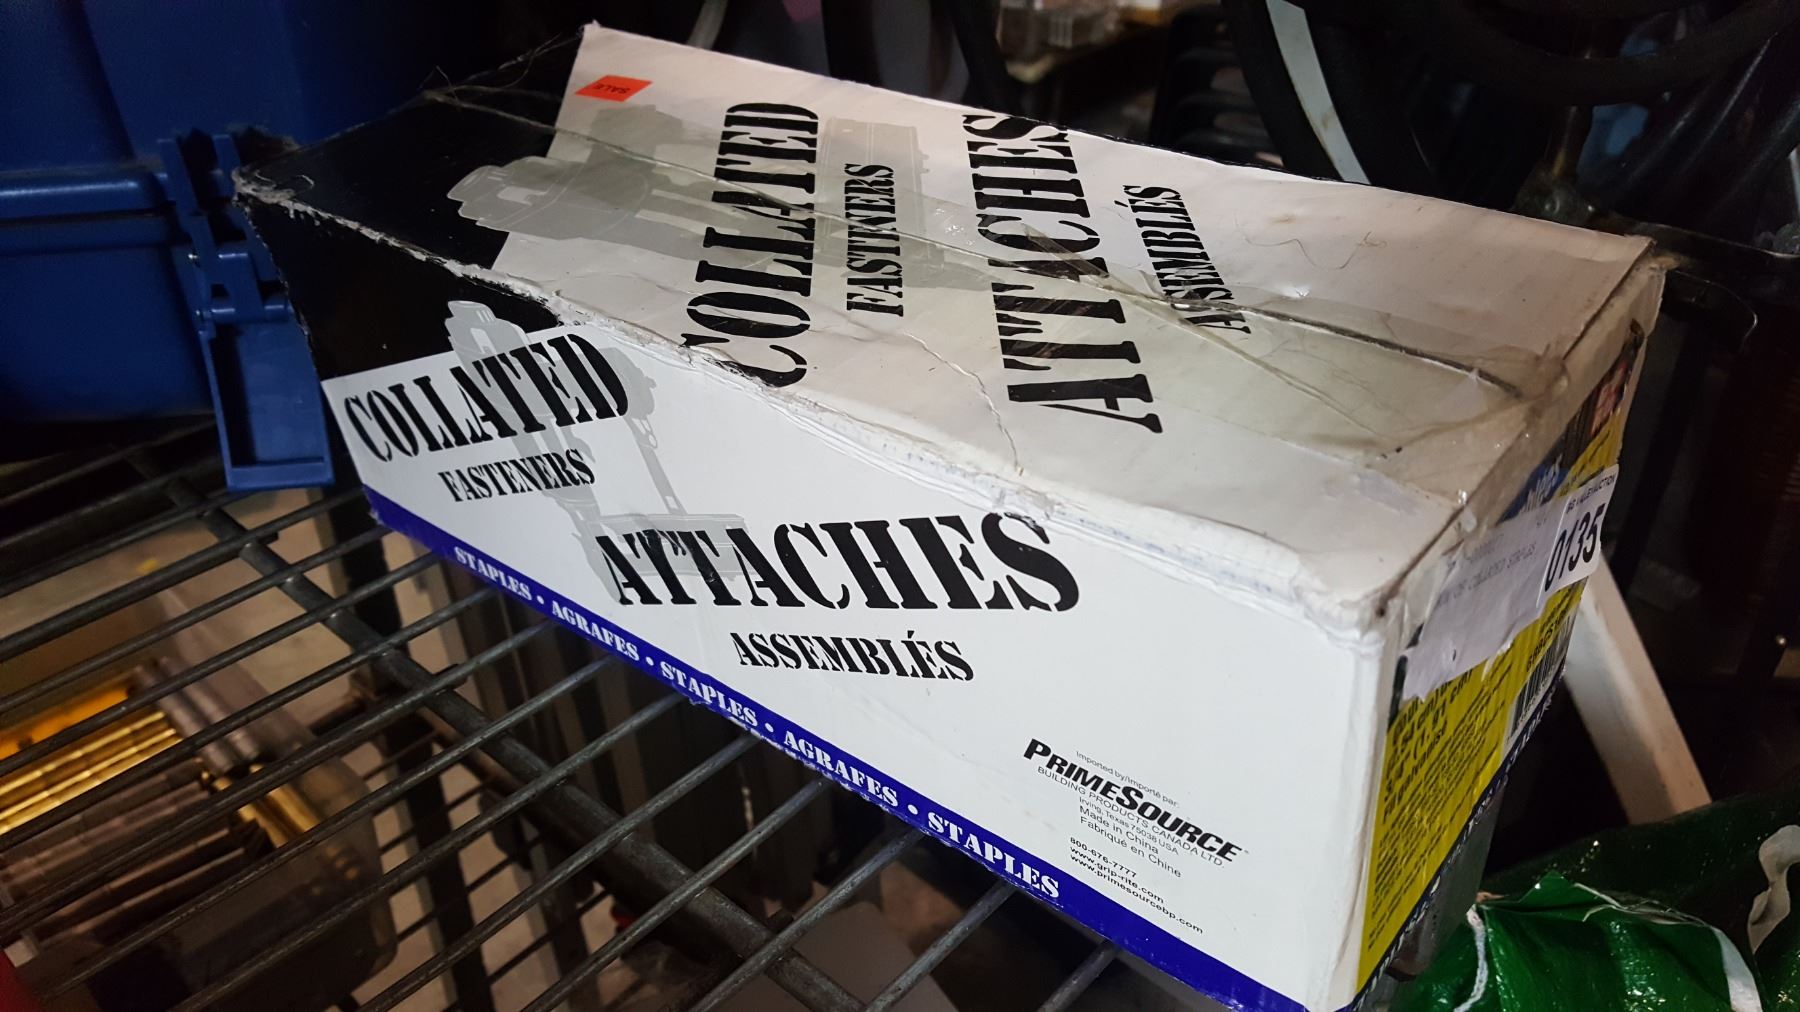 SALE
COLLATED
FASTENERS
ATTACHES
ASSEMBLÉS
COLLATED
FASTENERS
ATTACHES
ASSEMBLÉS
STAPLES • AGRAFES • STAPLES • AGRAFES • STAPLES
Imported by/Importé par:
PRIMESOURCE
BUILDING PRODUCTS CANADA LTD.
Irving, Texas 75038 USA
Made in China
Fabriqué en Chine
800-676-7777
www.grip-rite.com
www.primesourcebp.com
0135